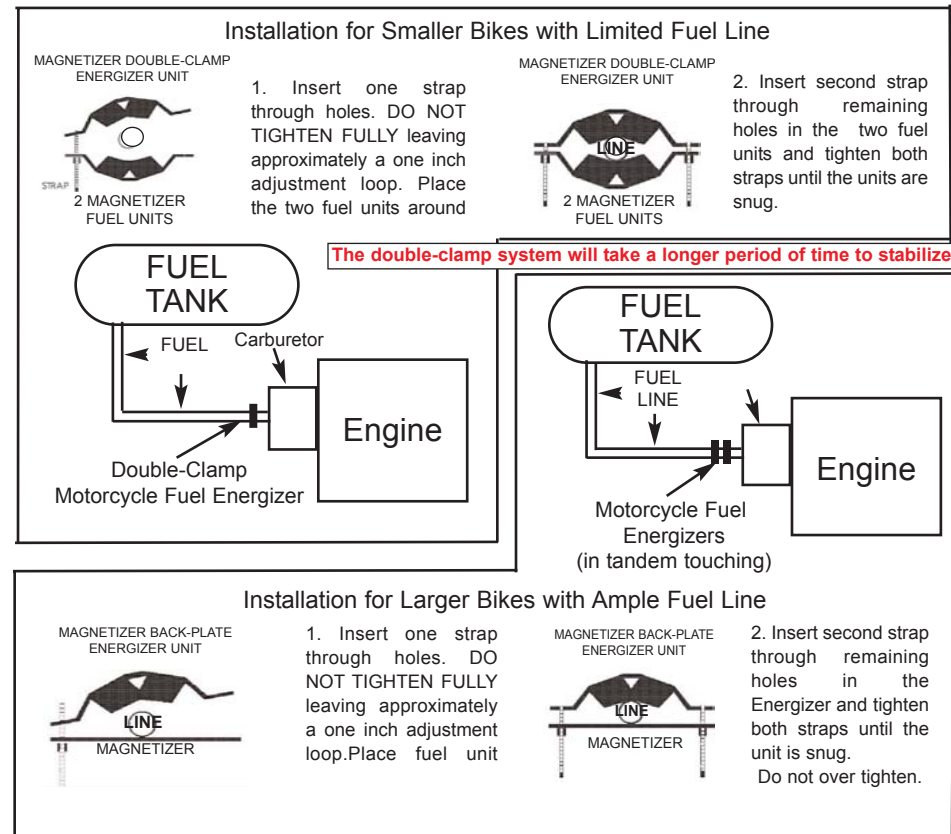 Installation for Smaller Bikes with Limited Fuel Line
MAGNETIZER DOUBLE-CLAMP
ENERGIZER UNIT
STRAP
2 MAGNETIZER
FUEL UNITS
1. Insert one strap
through holes. DO NOT
TIGHTEN FULLY leaving
approximately a one inch
adjustment loop. Place
the two fuel units around
MAGNETIZER DOUBLE-CLAMP
ENERGIZER UNIT
LINE
2 MAGNETIZER
FUEL UNITS
2. Insert second strap
through remaining
holes in the two fuel
units and tighten both
straps until the units are
snug.
The double-clamp system will take a longer period of time to stabilize
FUEL
TANK
FUEL
Carburetor
Engine
Double-Clamp
Motorcycle Fuel Energizer
FUEL
TANK
FUEL
LINE
Engine
Motorcycle Fuel
Energizers
(in tandem touching)
Installation for Larger Bikes with Ample Fuel Line
MAGNETIZER BACK-PLATE
ENERGIZER UNIT
LINE
MAGNETIZER
1. Insert one strap
through holes. DO
NOT TIGHTEN FULLY
leaving approximately
a one inch adjustment
loop.Place fuel unit
MAGNETIZER BACK-PLATE
ENERGIZER UNIT
LINE
MAGNETIZER
2. Insert second strap
through remaining
holes in the
Energizer and tighten
both straps until the
unit is snug.
Do not over tighten.